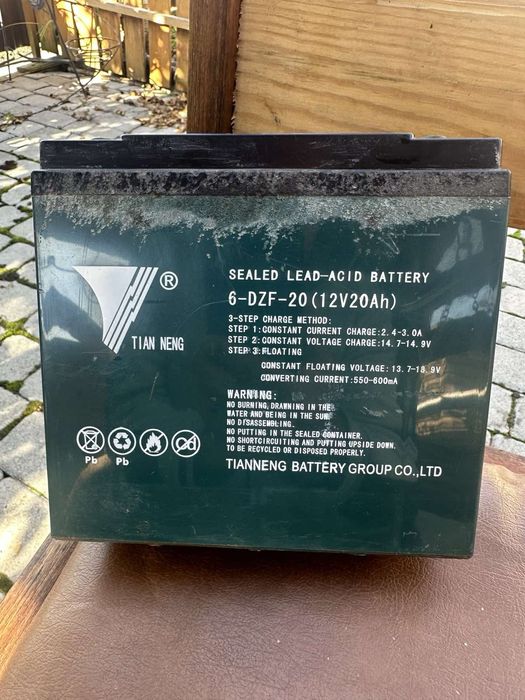 ®
TIAN NENG
SEALED LEAD-ACID BATTERY
6-DZF-20(12V20Ah)
3-STEP CHARGE METHOD:
STEP 1:CONSTANT CURRENT CHARGE:2.4-3.0A
STEP 2:CONSTANT VOLTAGE CHARGE:14.7-14.9V
STEP 3:FLOATING
CONSTANT FLOATING VOLTAGE:13.7-18.9V
CONVERTING CURRENT:550-600mA
WARNING:
NO BURNING,DRAWNING IN THE
WATER AND BEING IN THE SUN.
NO DISASSEMBLING.
NO PUTTING IN THE SEALED CONTAINER.
NO SHORTCIRCUITING AND PUTTING UPSIDE DOWN.
TO BE RECYCLED OR DISPOSED PROPERLY.
Pb Pb
TIANNENG BATTERY GROUP CO.,LTD